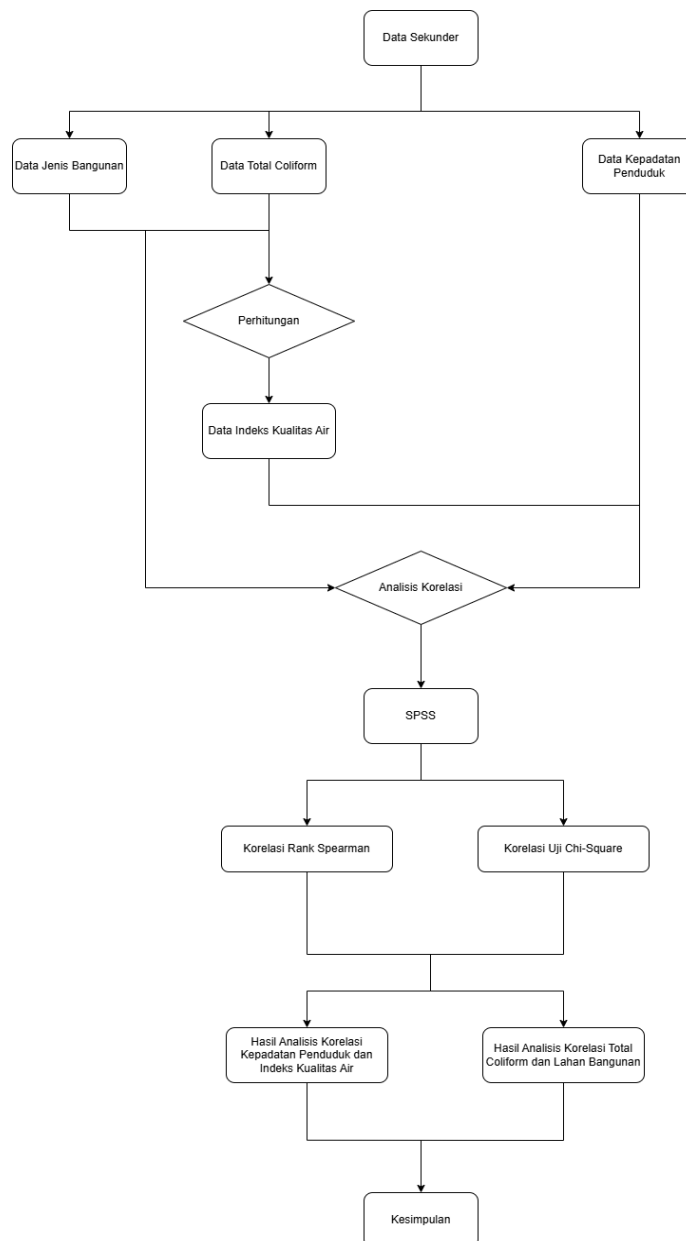 Data Sekunder
Data Jenis Bangunan
Data Total Coliform
Data Kepadatan
Penduduk
Perhitungan
Data Indeks Kualitas Air
Analisis Korelasi
SPSS
Korelasi Rank Spearman
Korelasi Uji Chi-Square
Hasil Analisis Korelasi
Kepadatan Penduduk dan
Indeks Kualitas Air
Hasil Analisis Korelasi Total
Coliform dan Lahan Bangunan
Kesimpulan